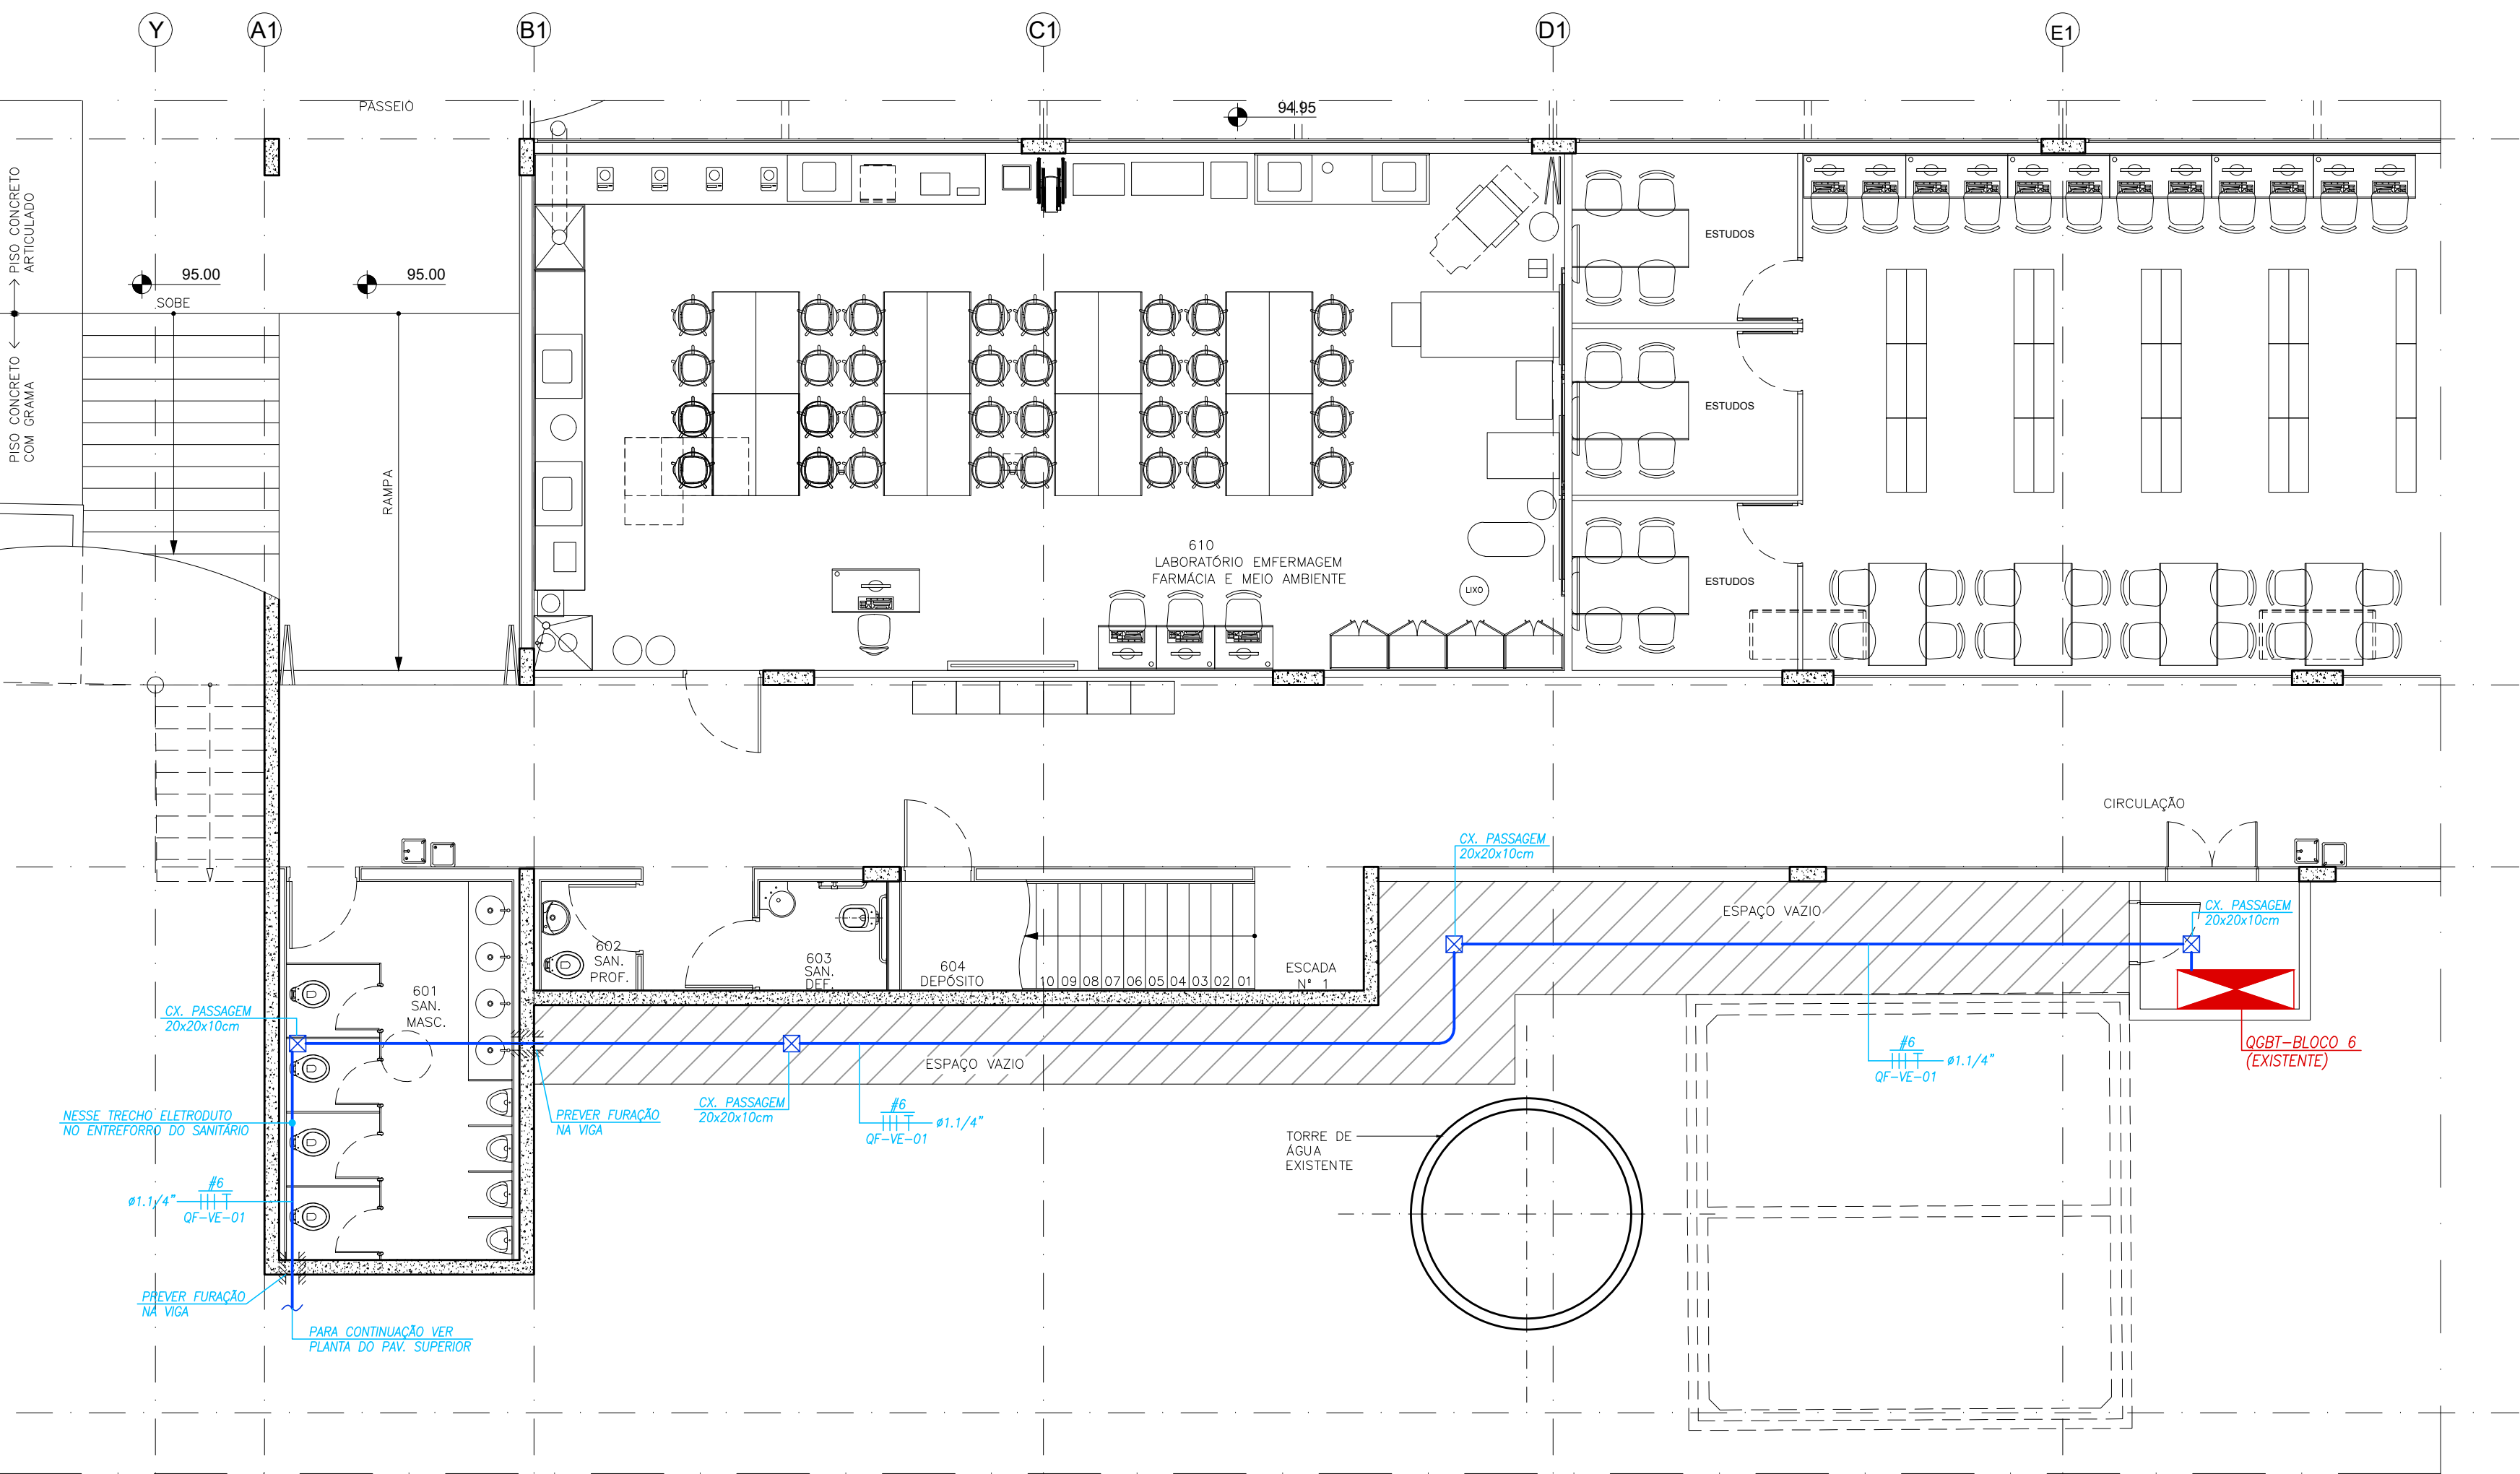 Y
A1
B1
C1
D1
E1
PASSEIO
94.95
PISO CONCRETO
ARTICULADO
PISO CONCRETO
COM GRAMA
95.00
95.00
SOBE
RAMPA
ESTUDOS
ESTUDOS
ESTUDOS
610
LABORATÓRIO EMFERMAGEM
FARMÁCIA E MEIO AMBIENTE
LIXO
CIRCULAÇÃO
CX. PASSAGEM
20x20x10cm
ESPAÇO VAZIO
CX. PASSAGEM
20x20x10cm
602
SAN.
PROF.
603
SAN.
DEF.
604
DEPÓSITO
10 09 08 07 06 05 04 03 02 01
ESCADA
N° 1
601
SAN.
MASC.
CX. PASSAGEM
20x20x10cm
ESPAÇO VAZIO
QGBT-BLOCO 6
(EXISTENTE)
#6
ø1.1/4"
QF-VE-01
NESSE TRECHO ELETRODUTO
NO ENTREFORRO DO SANITÁRIO
PREVER FURAÇÃO
NA VIGA
CX. PASSAGEM
20x20x10cm
#6
ø1.1/4"
QF-VE-01
TORRE DE
ÁGUA
EXISTENTE
#6
ø1.1/4"
QF-VE-01
PREVER FURAÇÃO
NA VIGA
PARA CONTINUAÇÃO VER
PLANTA DO PAV. SUPERIOR